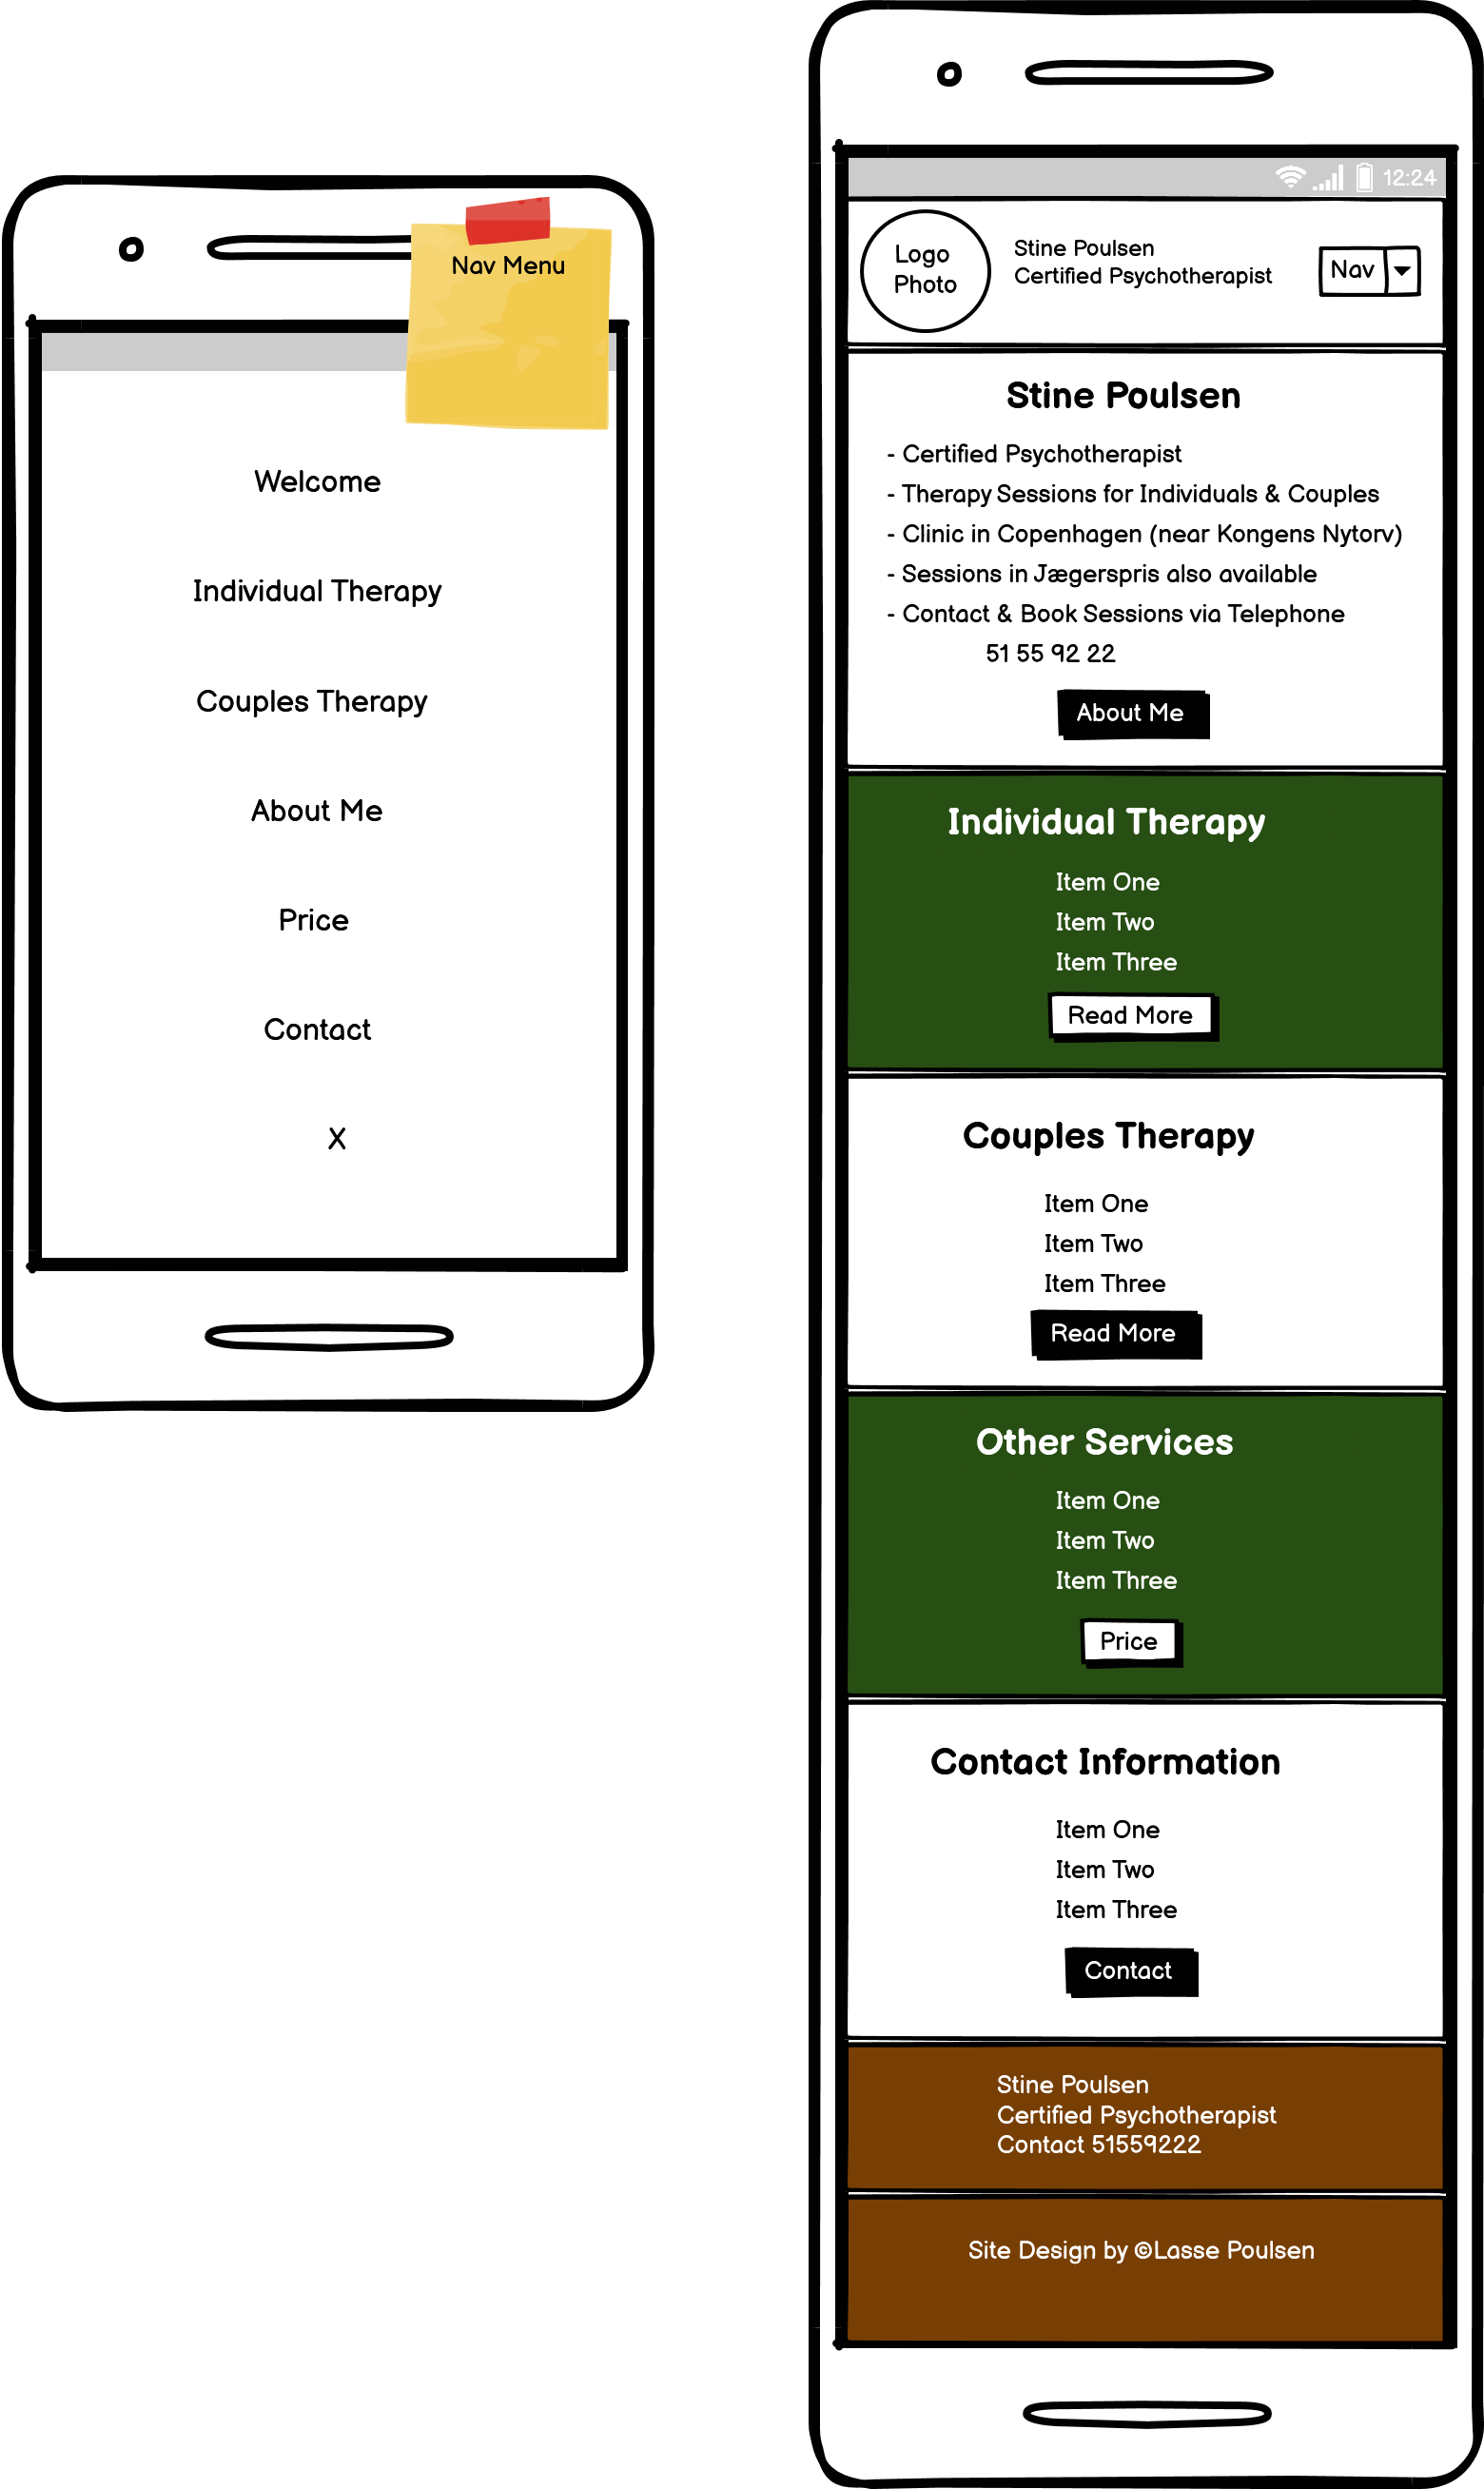 Nav Menu
Welcome
Individual Therapy
Couples Therapy
About Me
Price
Contact
X
12:24
Logo
Photo
Stine Poulsen
Certified Psychotherapist
Nav
Stine Poulsen
- Certified Psychotherapist
- Therapy Sessions for Individuals & Couples
- Clinic in Copenhagen (near Kongens Nytorv)
- Sessions in Jægerspris also available
- Contact & Book Sessions via Telephone
51 55 92 22
About Me
Individual Therapy
Item One
Item Two
Item Three
Read More
Couples Therapy
Item One
Item Two
Item Three
Read More
Other Services
Item One
Item Two
Item Three
Price
Contact Information
Item One
Item Two
Item Three
Contact
Stine Poulsen
Certified Psychotherapist
Contact 51559222
Site Design by ©Lasse Poulsen